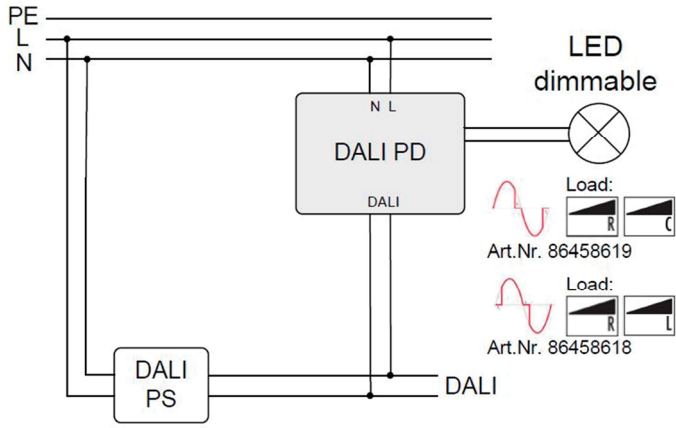 PE
L
N
LED
dimmable
N L
DALI PD
DALI
Load:
R C
Art.Nr. 86458619
Load:
R L
Art.Nr. 86458618
DALI
PS
DALI